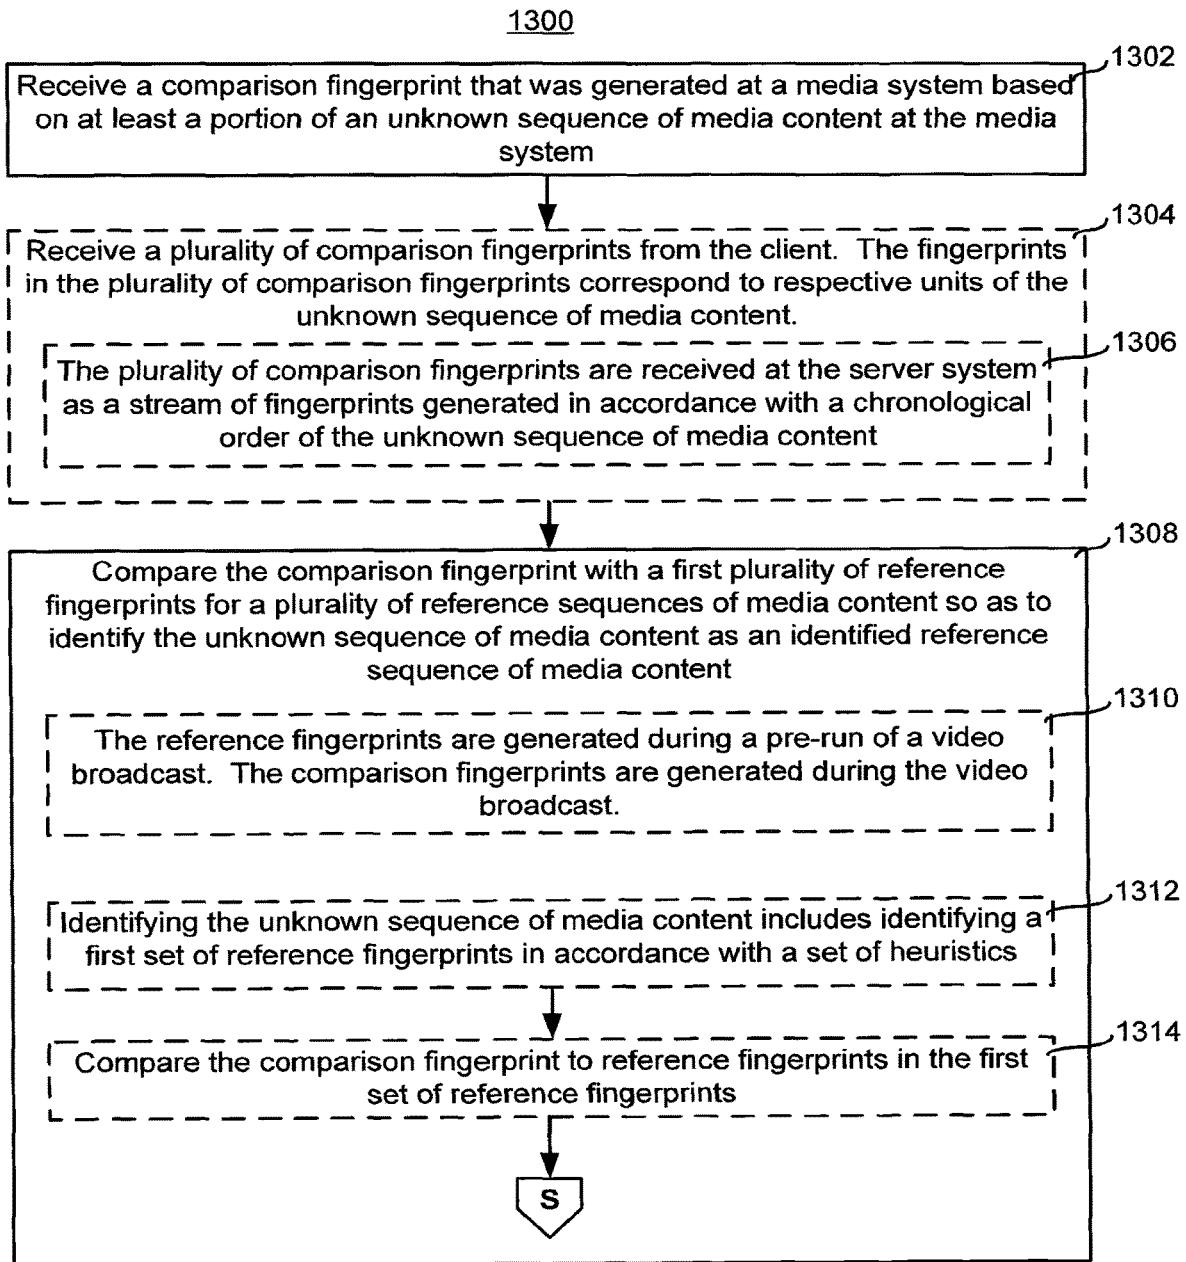 1300
1302
Receive a comparison fingerprint that was generated at a media system based
on at least a portion of an unknown sequence of media content at the media
system
1304
Receive a plurality of comparison fingerprints from the client. The fingerprints
in the plurality of comparison fingerprints correspond to respective units of the
unknown sequence of media content.
1306
The plurality of comparison fingerprints are received at the server system
as a stream of fingerprints generated in accordance with a chronological
order of the unknown sequence of media content
1308
Compare the comparison fingerprint with a first plurality of reference
fingerprints for a plurality of reference sequences of media content so as to
identify the unknown sequence of media content as an identified reference
sequence of media content
1310
The reference fingerprints are generated during a pre-run of a video
broadcast. The comparison fingerprints are generated during the video
broadcast.
1312
Identifying the unknown sequence of media content includes identifying a
first set of reference fingerprints in accordance with a set of heuristics
1314
Compare the comparison fingerprint to reference fingerprints in the first
set of reference fingerprints
S